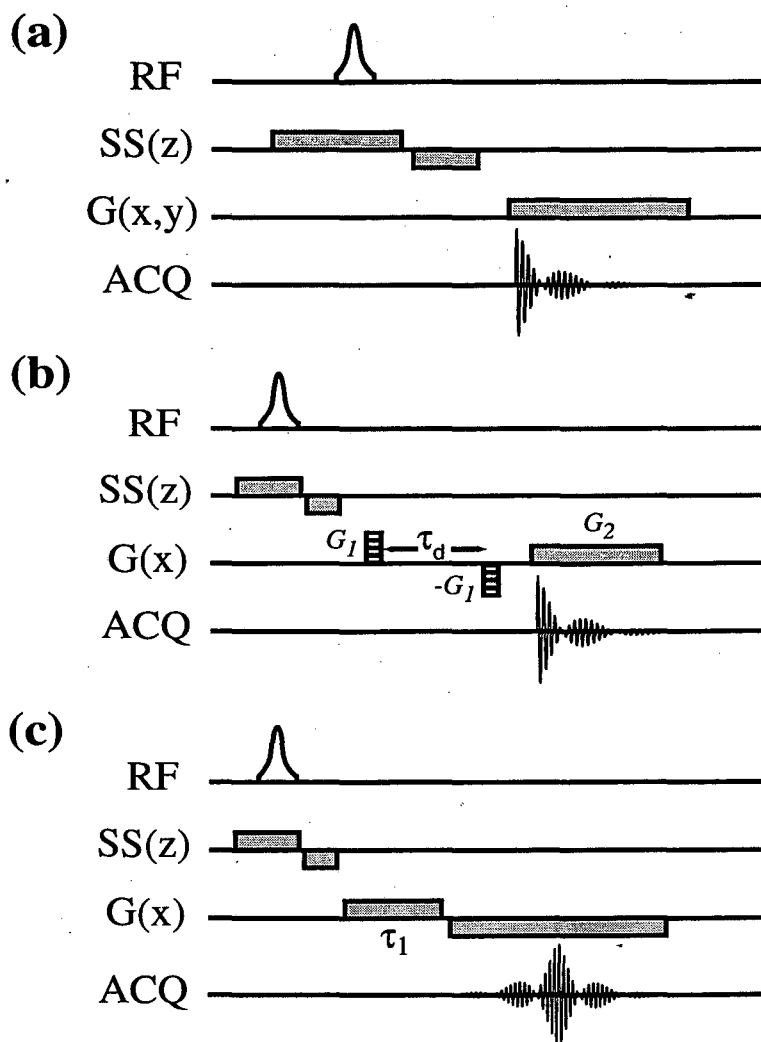 (a)
RF
SS(z)
G(x,y)
ACQ
(b)
RF
SS(z)
G(x) G₁ τd -G₁ G₂
ACQ
(c)
RF
SS(z)
G(x)
τ₁
ACQ